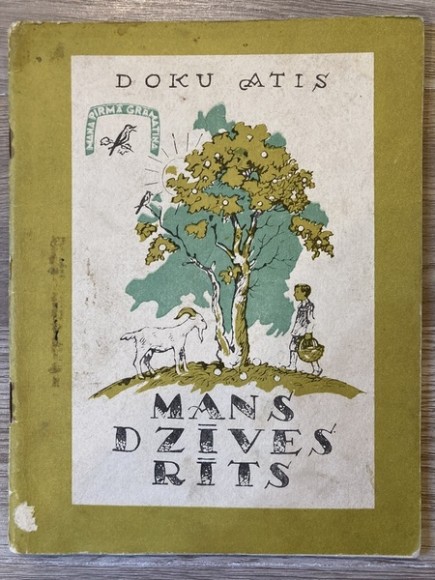 DOKU ATIS
MANA PIRMĀ GRĀMATIŅA
MANS
DZĪVES
RĪTS